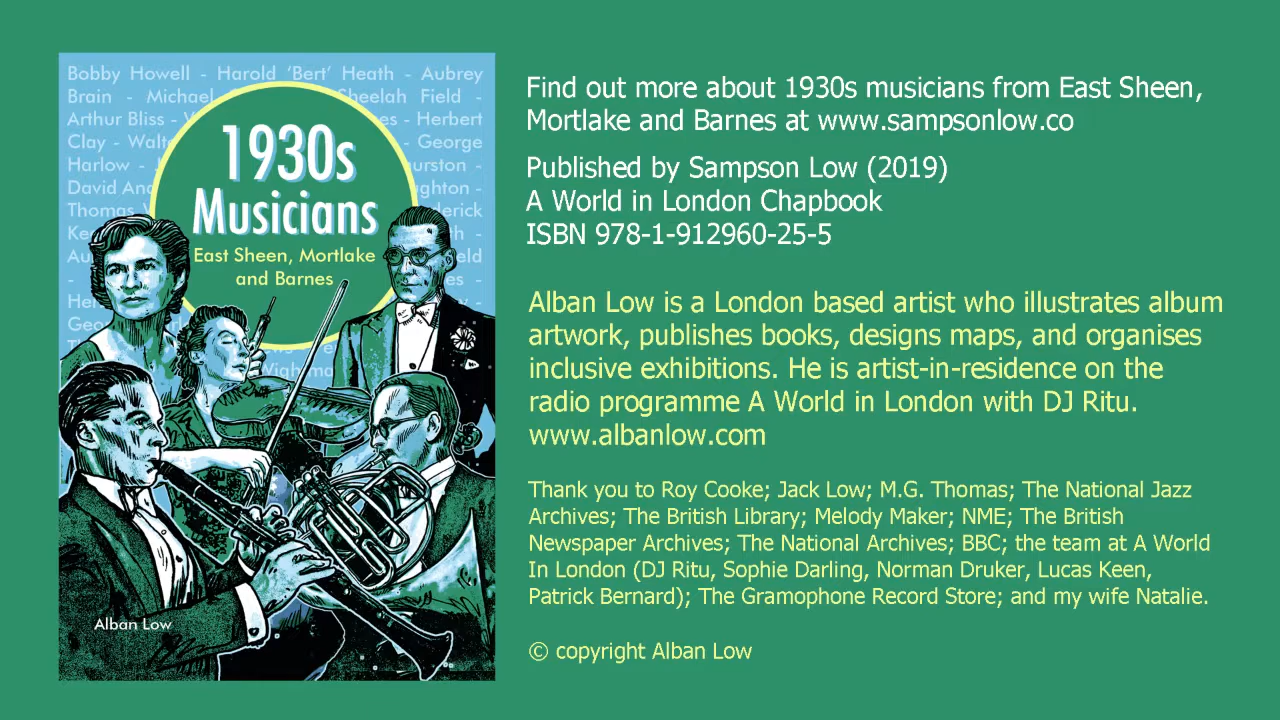 Bobby Howell - Harold ‘Bert’ Heath - Aubrey
Brain - Michael Sheelah Field -
Arthur Bliss - - Herbert
Clay - - George
Harlow -
David
Thomas
1930s
Musicians
East Sheen, Mortlake
and Barnes
Alban Low
Find out more about 1930s musicians from East Sheen,
Mortlake and Barnes at www.sampsonlow.co
Published by Sampson Low (2019)
A World in London Chapbook
ISBN 978-1-912960-25-5
Alban Low is a London based artist who illustrates album
artwork, publishes books, designs maps, and organises
inclusive exhibitions. He is artist-in-residence on the
radio programme A World in London with DJ Ritu.
www.albanlow.com
Thank you to Roy Cooke; Jack Low; M.G. Thomas; The National Jazz
Archives; The British Library; Melody Maker; NME; The British
Newspaper Archives; The National Archives; BBC; the team at A World
In London (DJ Ritu, Sophie Darling, Norman Druker, Lucas Keen,
Patrick Bernard); The Gramophone Record Store; and my wife Natalie.
© copyright Alban Low